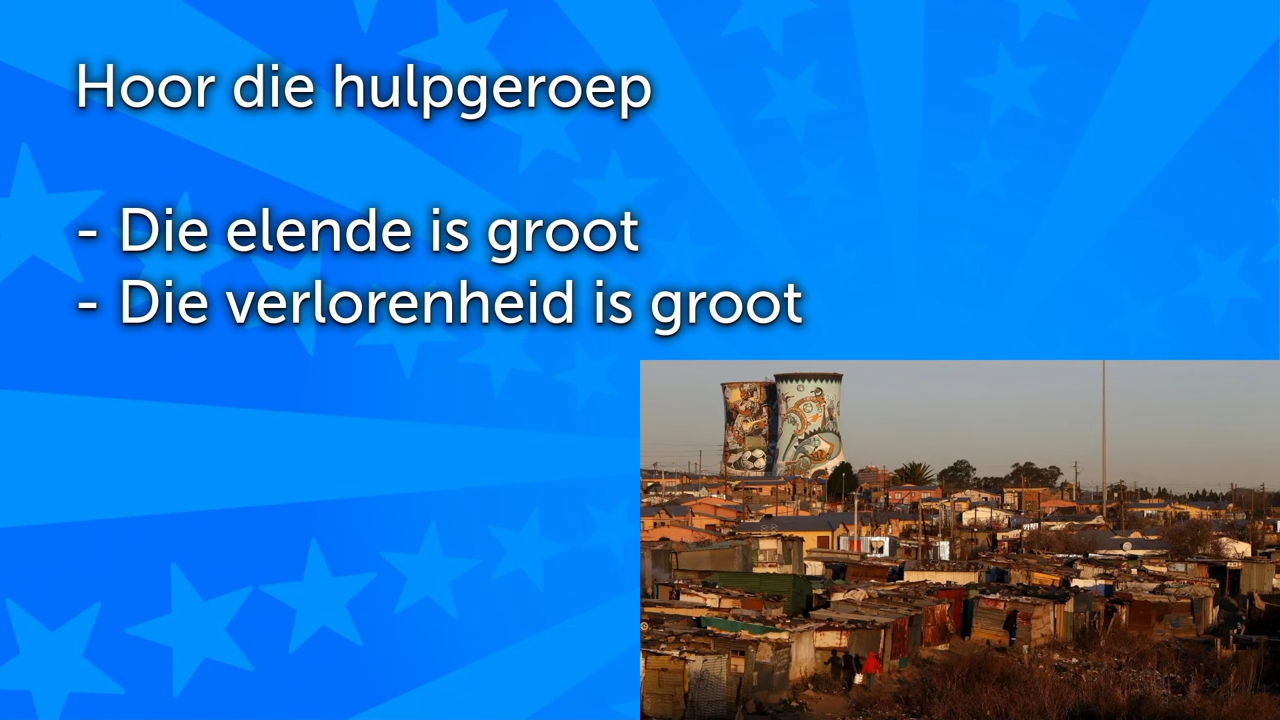 Hoor die hulpgeroep
- Die elende is groot
- Die verlorenheid is groot